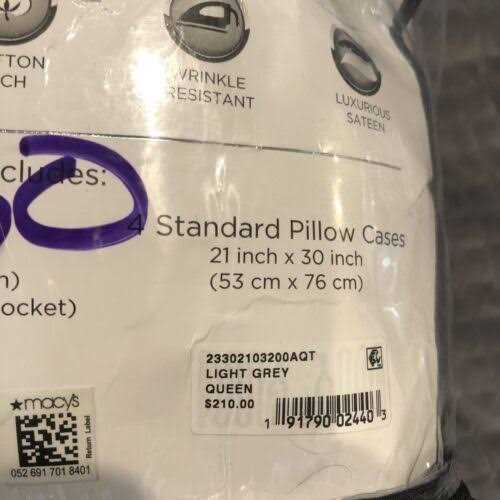 TTON
CH
WRINKLE
RESISTANT
LUXURIOUS
SATEEN
cludes:
4 Standard Pillow Cases
21 inch x 30 inch
(53 cm x 76 cm)
ocket)
23302103200AQT
LIGHT GREY
QUEEN
$210.00
1 91790 02440 3
★macy's
Return Label
052 691 701 8401